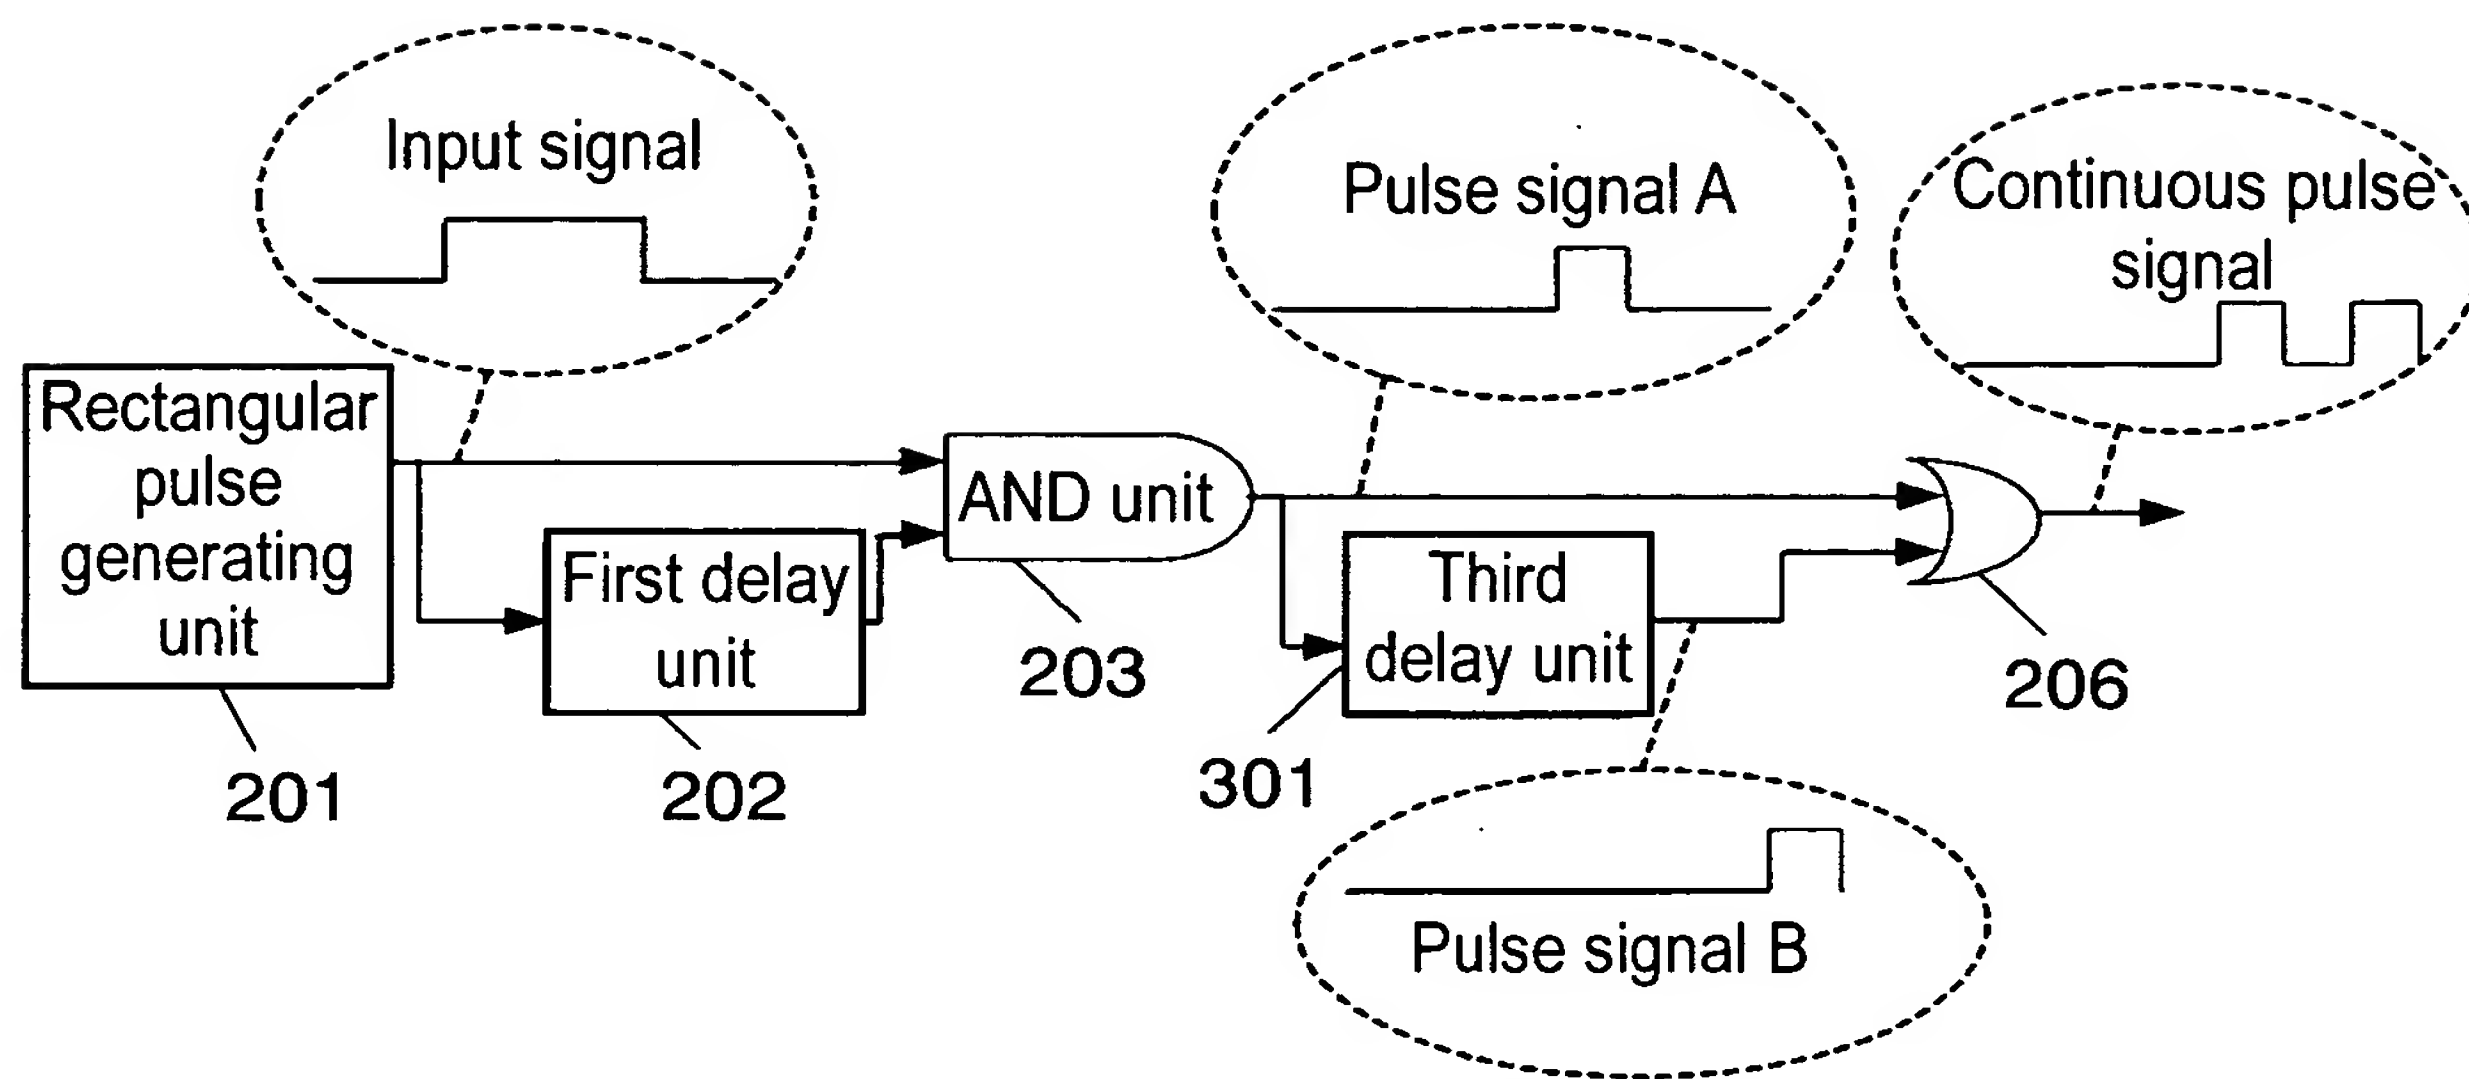 Input signal
Pulse signal A
Continuous pulse
signal
Rectangular
pulse
generating
unit
First delay
unit
AND unit
Third
delay unit
201
202
203
301
206
Pulse signal B